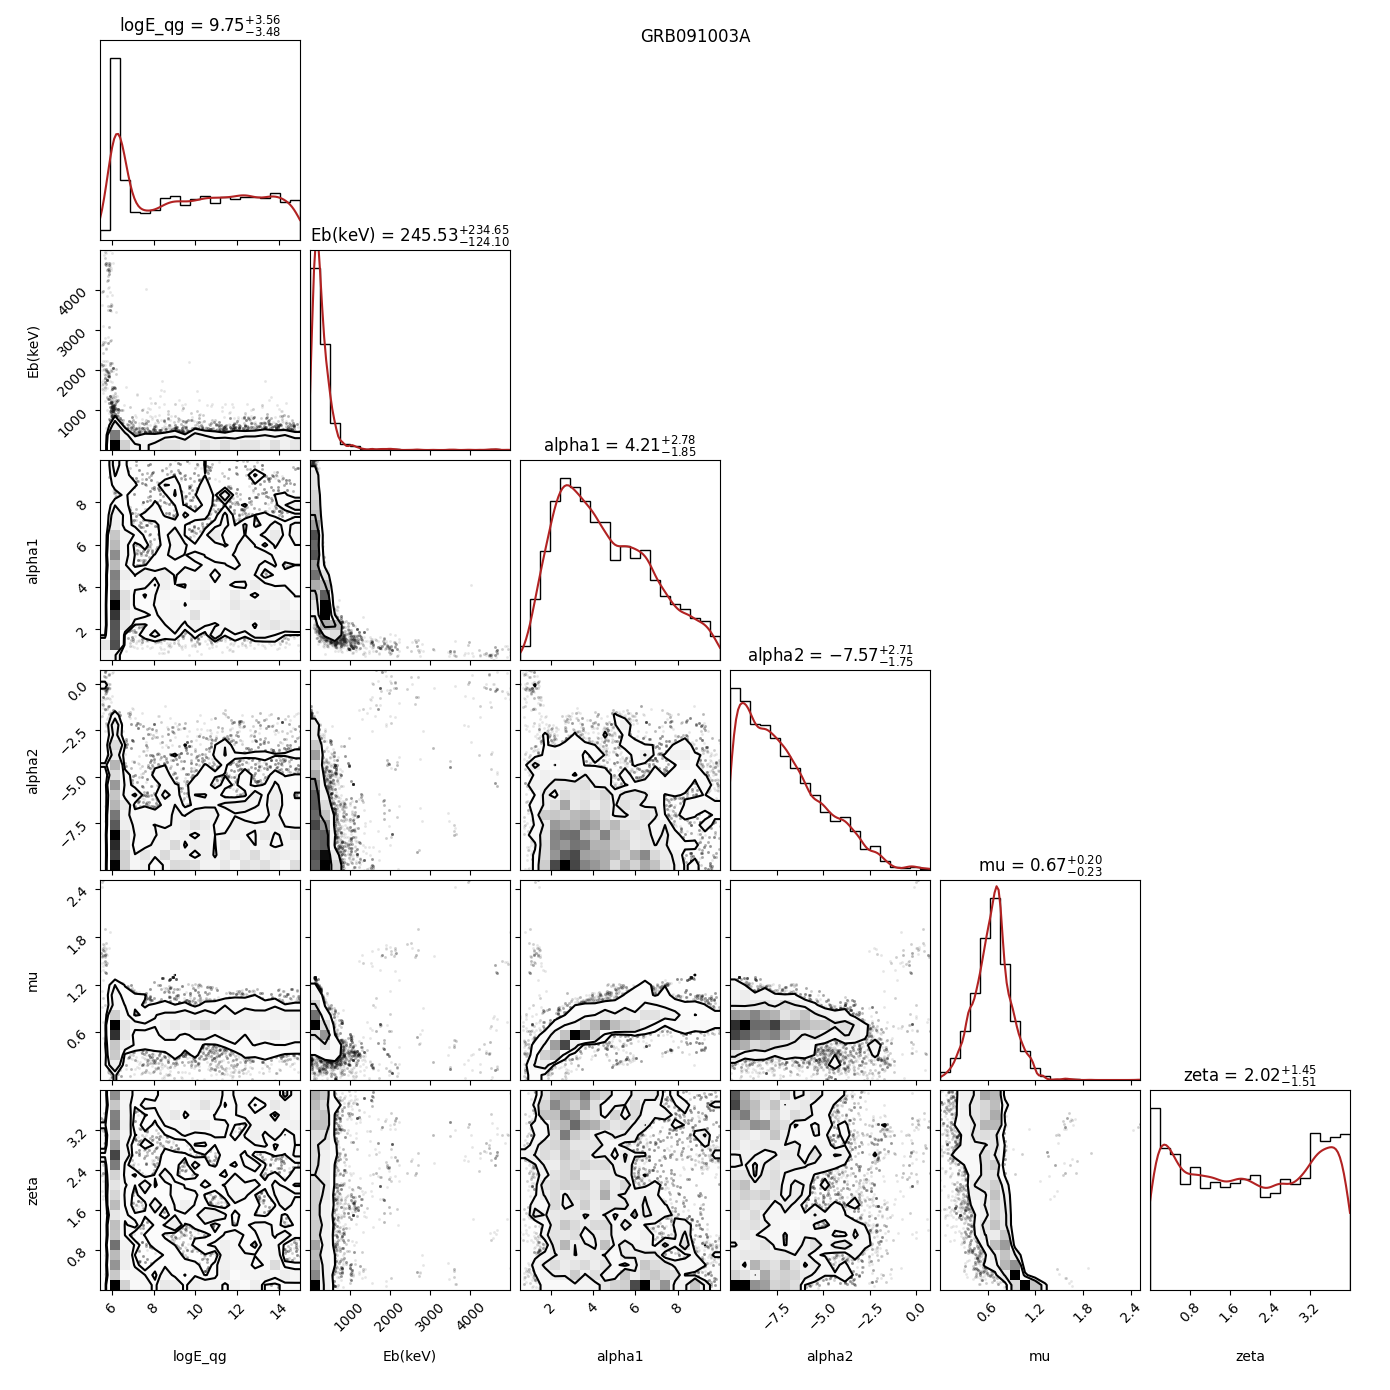 logE_qg = 9.75+3.56 −3.48
GRB091003A
Eb(keV) = 245.53+234.65 −124.10
Eb(keV)
4000
3000
2000
1000
alpha1 = 4.21+2.78 −1.85
alpha1
8
6
4
2
alpha2 = −7.57+2.71 −1.75
alpha2
0.0
−2.5
−5.0
−7.5
mu = 0.67+0.20 −0.23
mu
2.4
1.8
1.2
0.6
zeta = 2.02+1.45 −1.51
zeta
3.2
2.4
1.6
0.8
6 8 10 12 14
1000 2000 3000 4000
2 4 6 8
−7.5 −5.0 −2.5 0.0
0.6 1.2 1.8 2.4
0.8 1.6 2.4 3.2
logE_qg Eb(keV) alpha1 alpha2 mu zeta